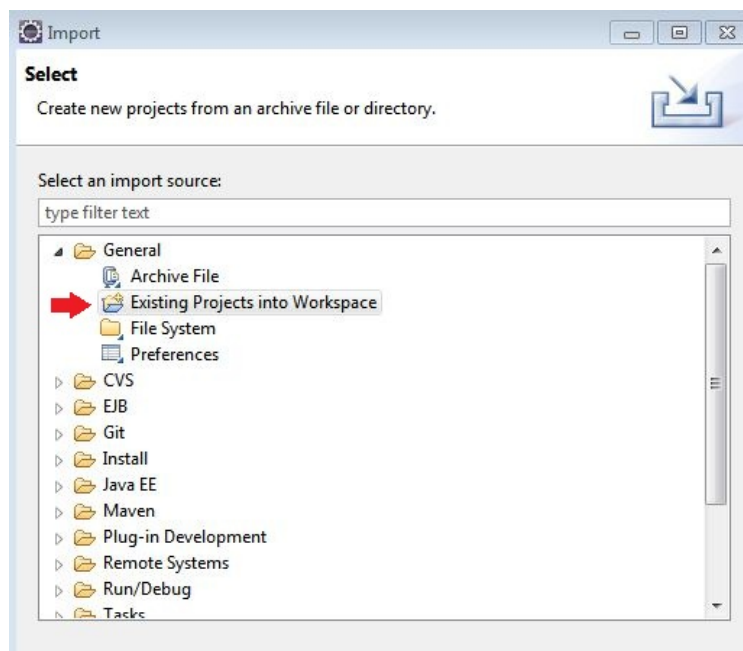 Import
Select
Create new projects from an archive file or directory.
Select an import source:
type filter text
General
Archive File
Existing Projects into Workspace
File System
Preferences
CVS
EJB
Git
Install
Java EE
Maven
Plug-in Development
Remote Systems
Run/Debug
Tasks